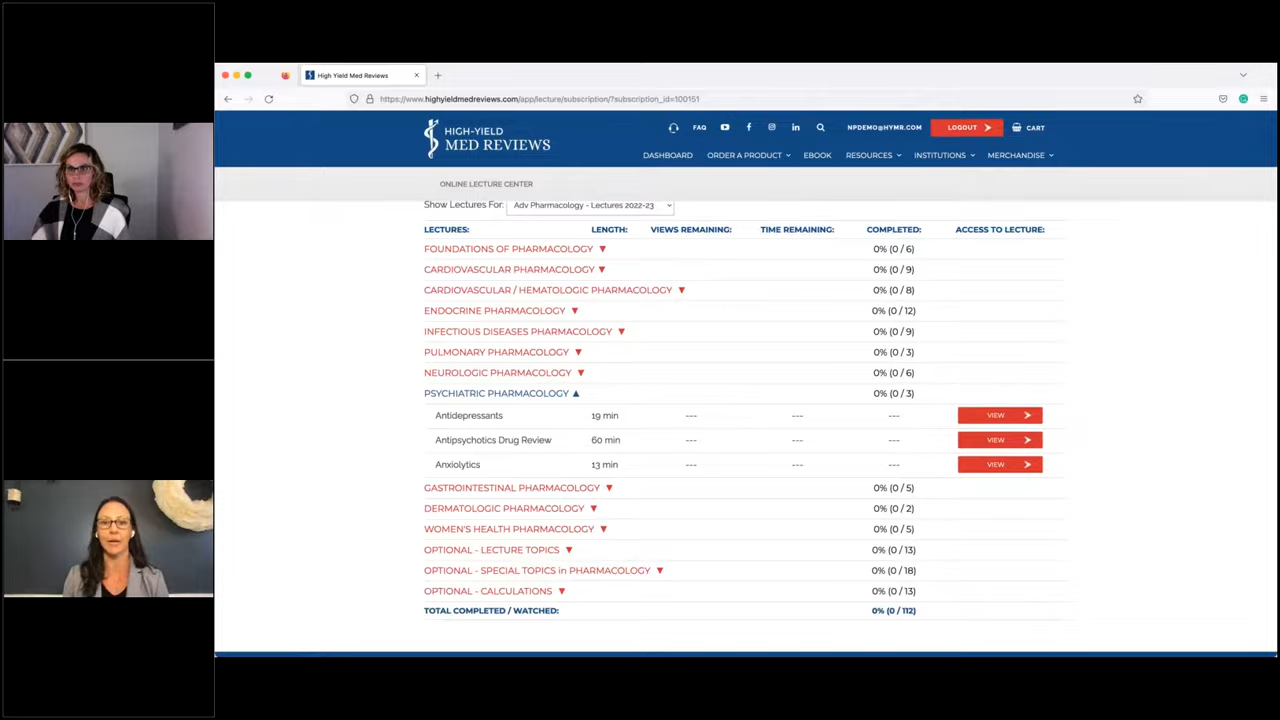 High Yield Med Reviews
https://www.highyieldmedreviews.com/app/lecture/subscription/?subscription_id=100151
HIGH-YIELD
MED REVIEWS
FAQ
NPDEMO@HYMR.COM
LOGOUT
CART
DASHBOARD ORDER A PRODUCT EBOOK RESOURCES INSTITUTIONS MERCHANDISE
ONLINE LECTURE CENTER
Show Lectures For: Adv Pharmacology - Lectures 2022-23
LECTURES: LENGTH: VIEWS REMAINING: TIME REMAINING: COMPLETED: ACCESS TO LECTURE:
FOUNDATIONS OF PHARMACOLOGY ▼ 0% (0 / 6)
CARDIOVASCULAR PHARMACOLOGY ▼ 0% (0 / 9)
CARDIOVASCULAR / HEMATOLOGIC PHARMACOLOGY ▼ 0% (0 / 8)
ENDOCRINE PHARMACOLOGY ▼ 0% (0 / 12)
INFECTIOUS DISEASES PHARMACOLOGY ▼ 0% (0 / 9)
PULMONARY PHARMACOLOGY ▼ 0% (0 / 3)
NEUROLOGIC PHARMACOLOGY ▼ 0% (0 / 6)
PSYCHIATRIC PHARMACOLOGY ▲ 0% (0 / 3)
Antidepressants 19 min --- --- --- VIEW
Antipsychotics Drug Review 60 min --- --- --- VIEW
Anxiolytics 13 min --- --- --- VIEW
GASTROINTESTINAL PHARMACOLOGY ▼ 0% (0 / 5)
DERMATOLOGIC PHARMACOLOGY ▼ 0% (0 / 2)
WOMEN'S HEALTH PHARMACOLOGY ▼ 0% (0 / 5)
OPTIONAL - LECTURE TOPICS ▼ 0% (0 / 13)
OPTIONAL - SPECIAL TOPICS in PHARMACOLOGY ▼ 0% (0 / 18)
OPTIONAL - CALCULATIONS ▼ 0% (0 / 13)
TOTAL COMPLETED / WATCHED: 0% (0 / 112)